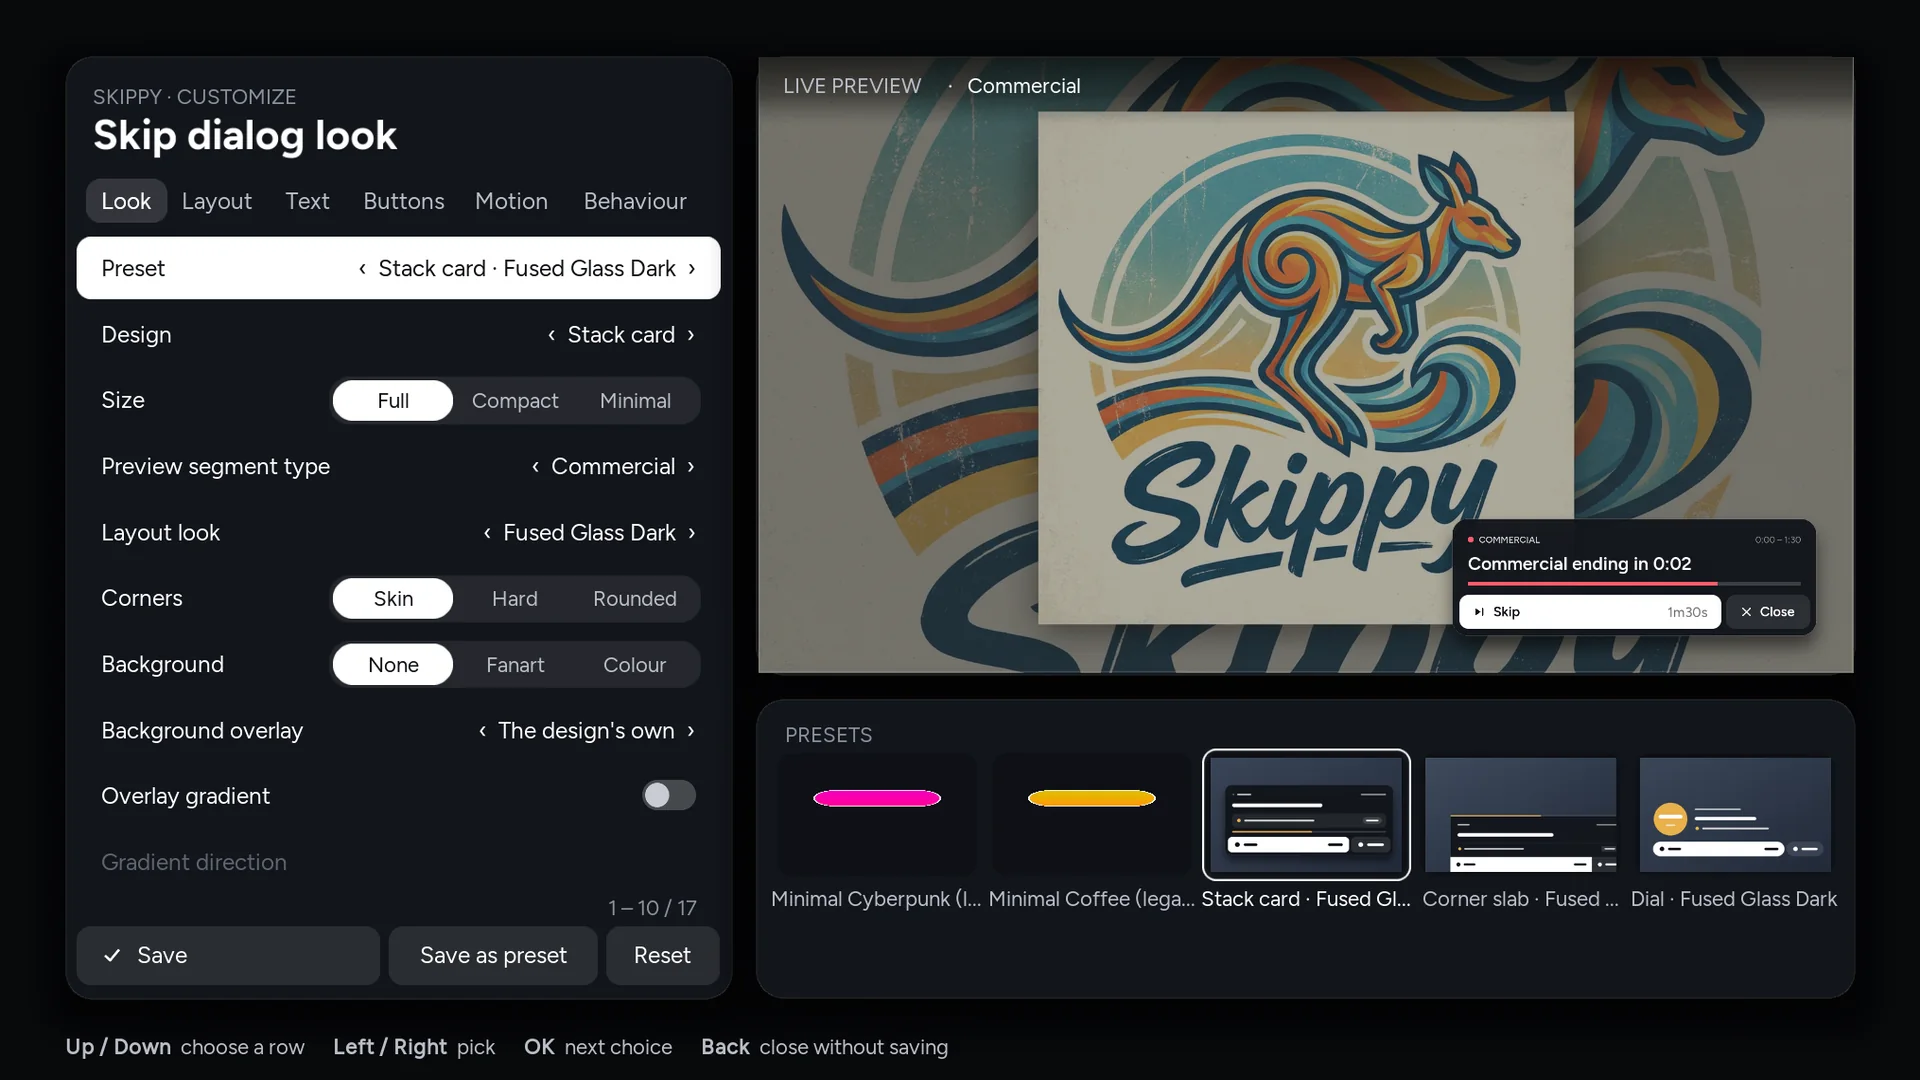 SKIPPY · CUSTOMIZE
Skip dialog look
Look Layout Text Buttons Motion Behaviour
Preset ‹ Stack card · Fused Glass Dark ›
Design ‹ Stack card ›
Size Full Compact Minimal
Preview segment type ‹ Commercial ›
Layout look ‹ Fused Glass Dark ›
Corners Skin Hard Rounded
Background None Fanart Colour
Background overlay ‹ The design's own ›
Overlay gradient
Gradient direction
1 – 10 / 17
Save Save as preset Reset
LIVE PREVIEW · Commercial
Skippy
Skippy
COMMERCIAL 0:00 – 1:30
Commercial ending in 0:02
Skip 1m30s Close
PRESETS
Minimal Cyberpunk (l... Minimal Coffee (lega... Stack card · Fused Gl... Corner slab · Fused ... Dial · Fused Glass Dark
Up / Down choose a row Left / Right pick OK next choice Back close without saving